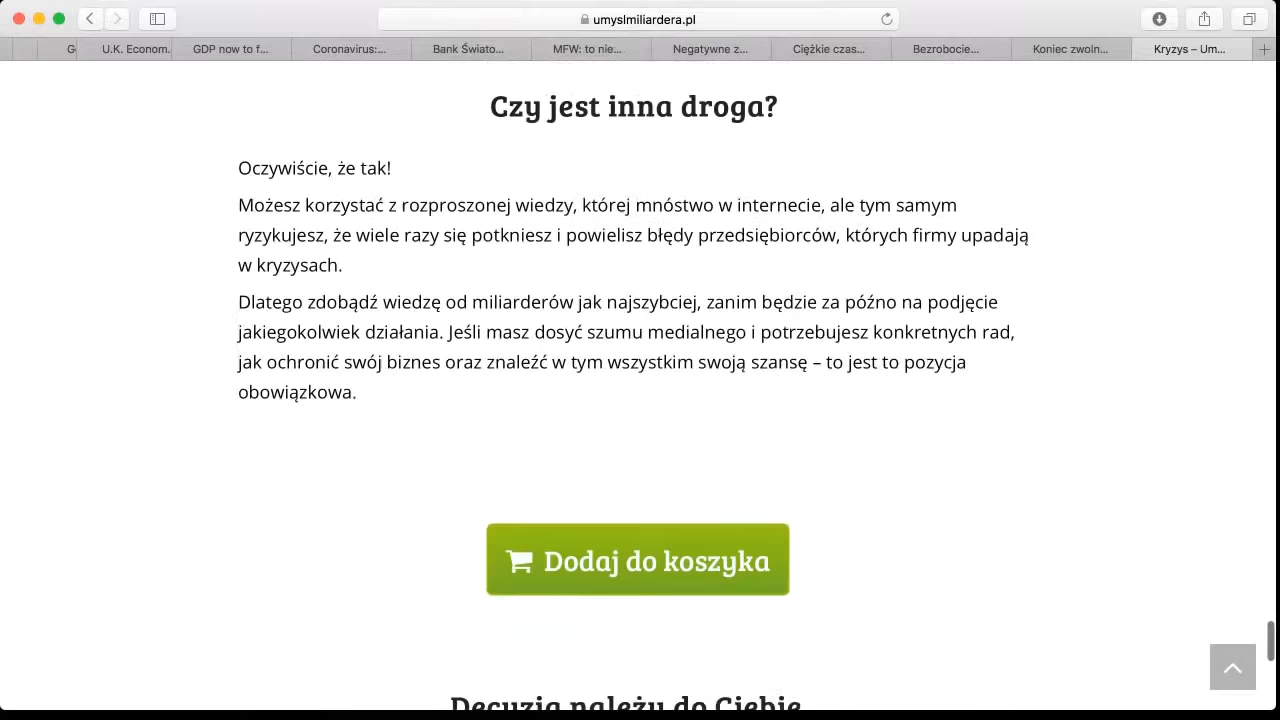 umyslmiliardera.pl
G
U.K. Econom.
GDP now to f...
Coronavirus:...
Bank Świato...
MFW: to nie...
Negatywne z...
Ciężkie czas...
Bezrobocie...
Koniec zwoln...
Kryzys – Um...
Czy jest inna droga?
Oczywiście, że tak!
Możesz korzystać z rozproszonej wiedzy, której mnóstwo w internecie, ale tym samym
ryzykujesz, że wiele razy się potkniesz i powielisz błędy przedsiębiorców, których firmy upadają
w kryzysach.
Dlatego zdobądź wiedzę od miliarderów jak najszybciej, zanim będzie za późno na podjęcie
jakiegokolwiek działania. Jeśli masz dosyć szumu medialnego i potrzebujesz konkretnych rad,
jak ochronić swój biznes oraz znaleźć w tym wszystkim swoją szansę – to jest to pozycja
obowiązkowa.
Dodaj do koszyka
Decyzja należy do Ciebie